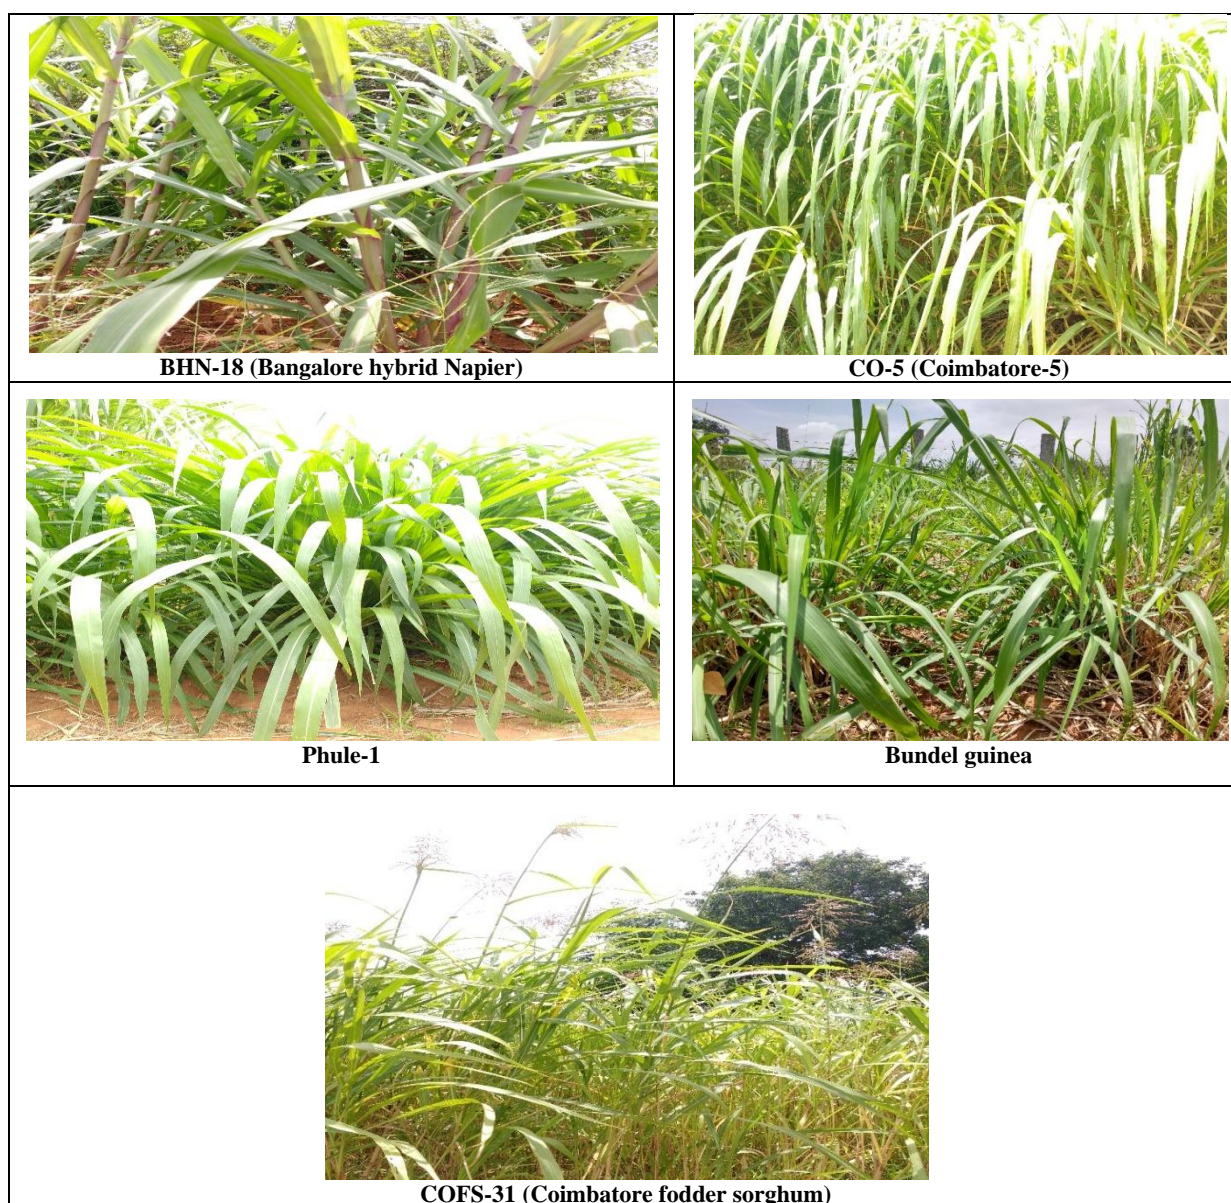 BHN-18 (Bangalore hybrid Napier)
CO-5 (Coimbatore-5)
Phule-1
Bundel guinea
COFS-31 (Coimbatore fodder sorghum)